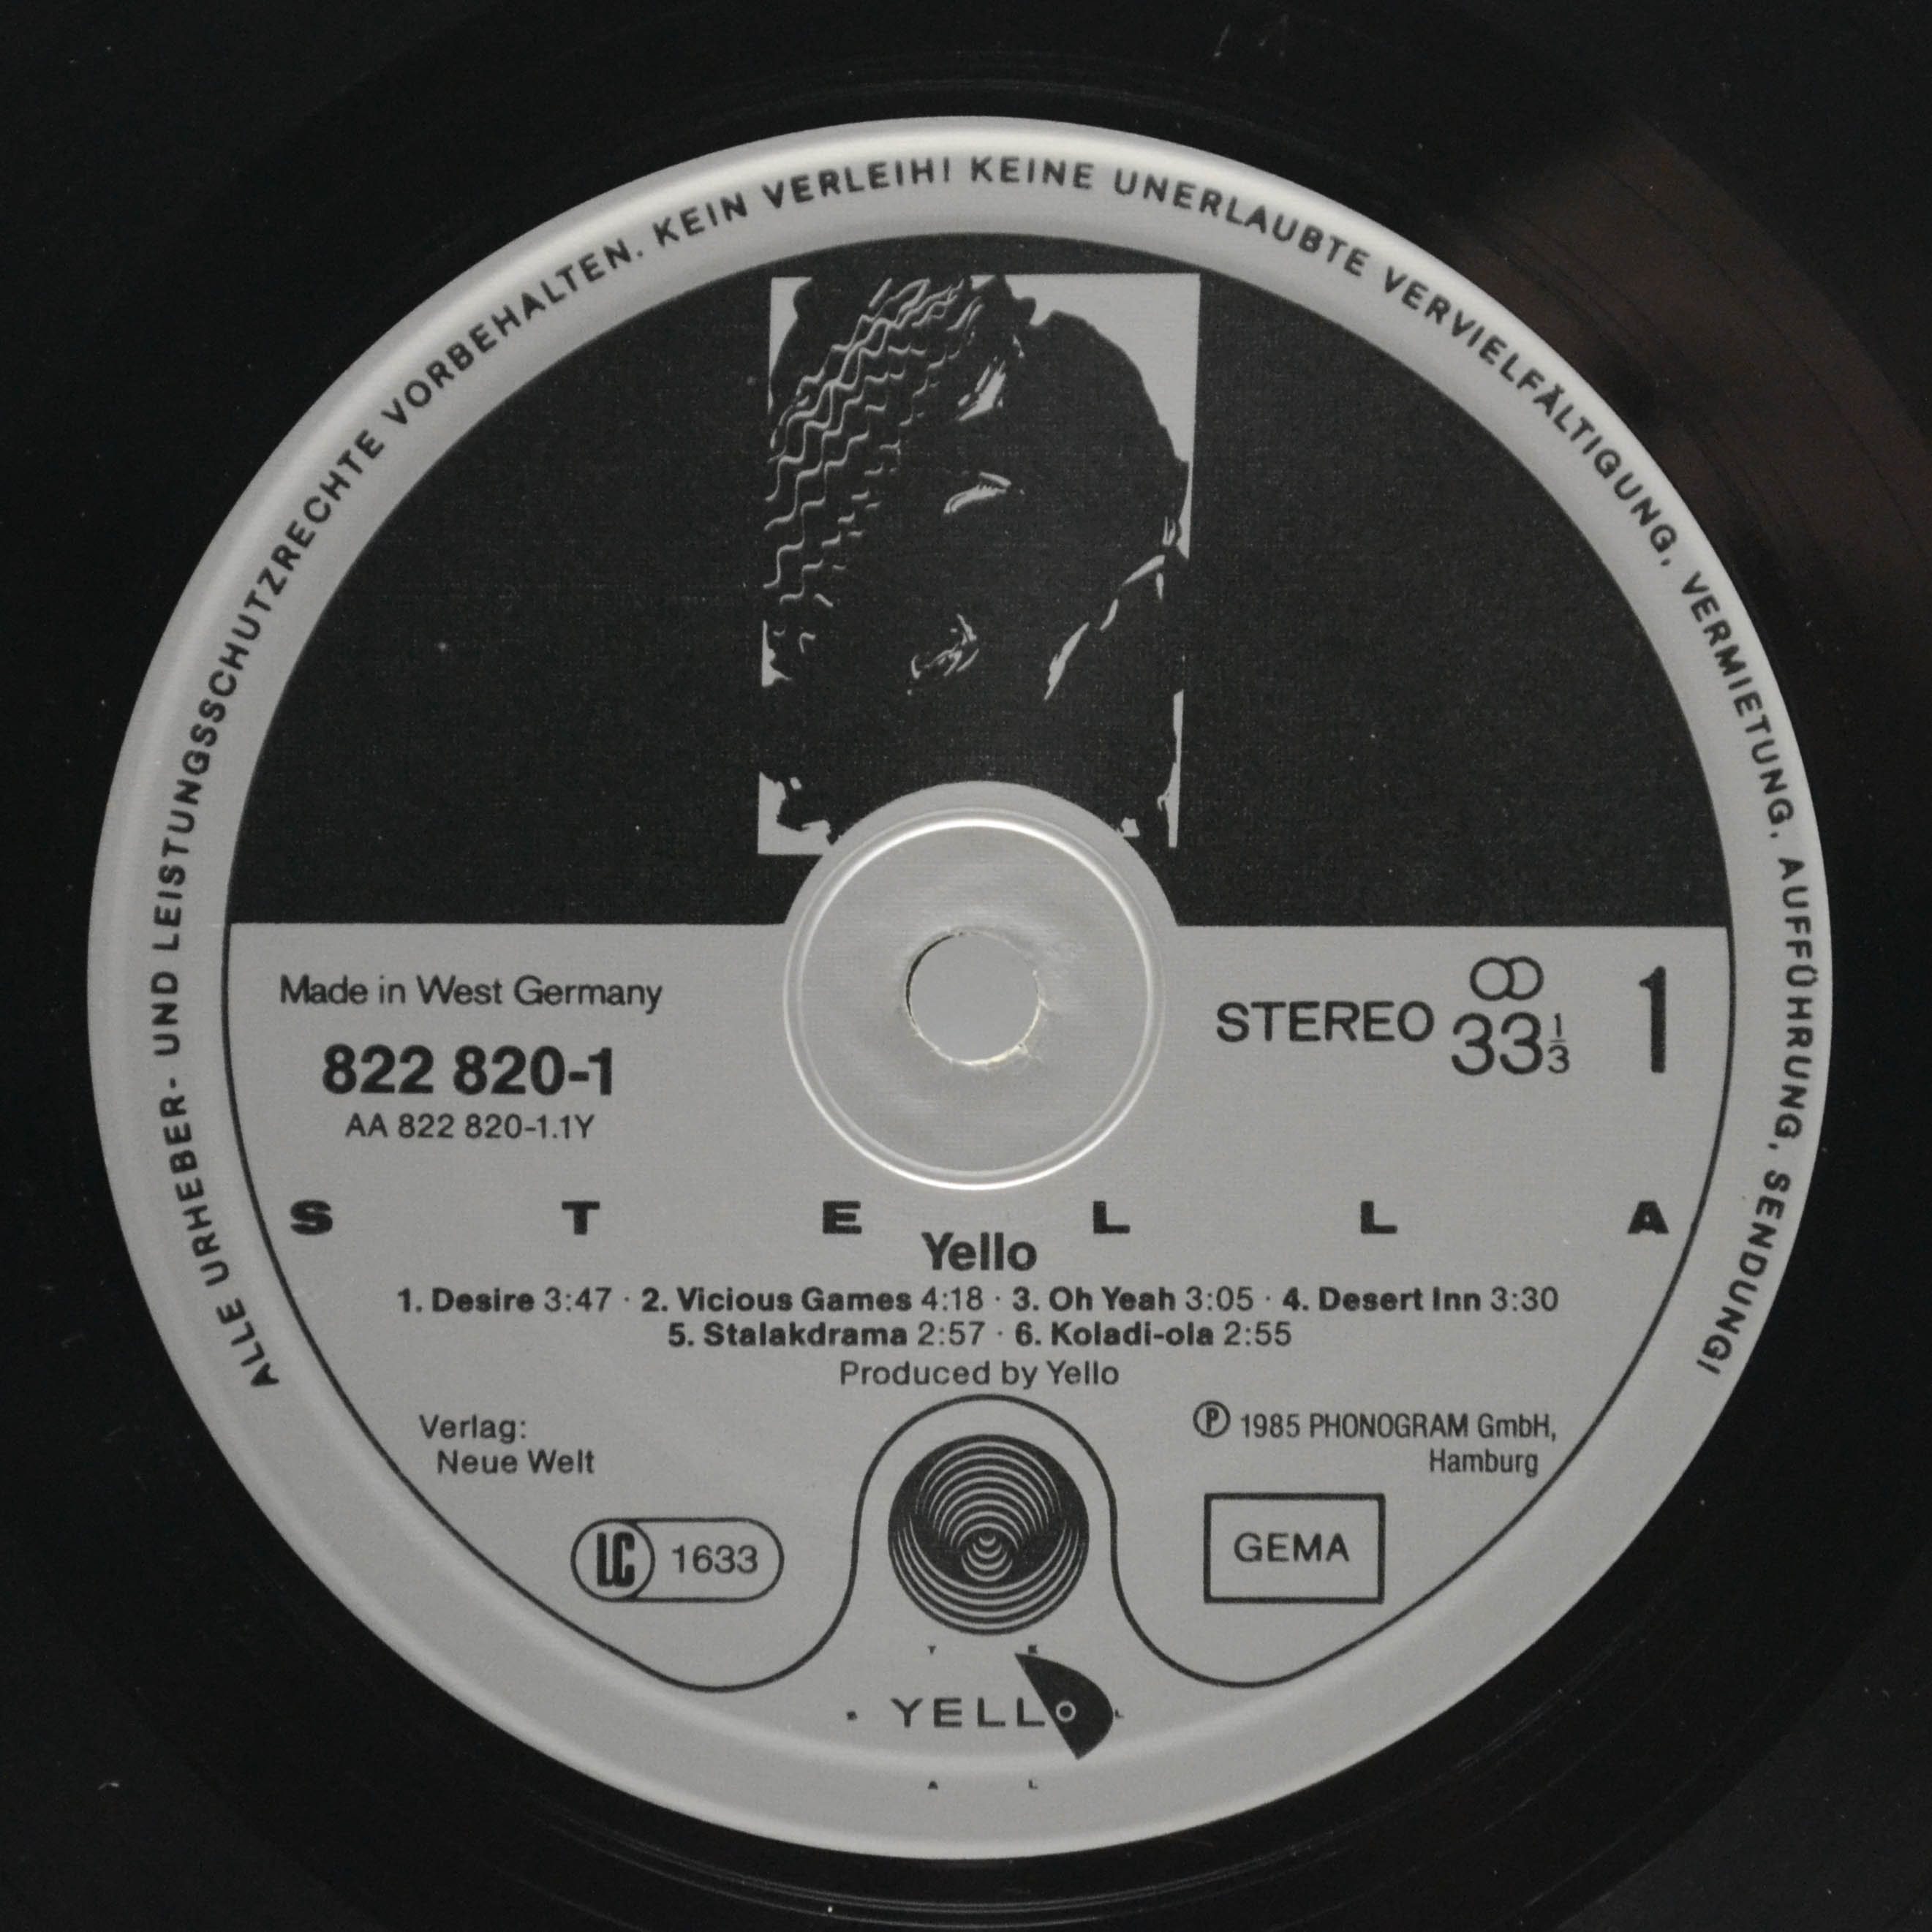 ALLE URHEBER- UND LEISTUNGSSCHUTZRECHTE VORBEHALTEN. KEIN VERLEIH! KEINE UNERLAUBTE VERVIELFÄLTIGUNG, VERMIETUNG, AUFFÜHRUNG, SENDUNG!
Made in West Germany
822 820-1
AA 822 820-1.1Y
STEREO 33⅓
1
STELLA
Yello
1. Desire 3:47 · 2. Vicious Games 4:18 · 3. Oh Yeah 3:05 · 4. Desert Inn 3:30
5. Stalakdrama 2:57 · 6. Koladi-ola 2:55
Produced by Yello
Verlag:
Neue Welt
℗ 1985 PHONOGRAM GmbH,
Hamburg
LC 1633
GEMA
T E
S YELLO L
A L